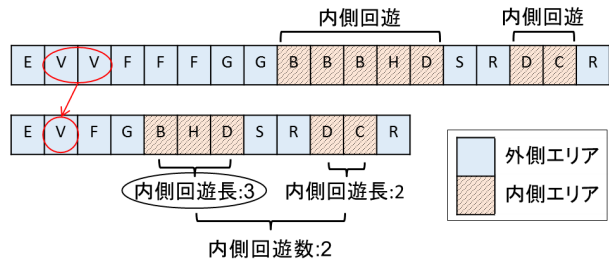 内側回遊 内側回遊
E V V F F F G G B B B H D S R D C R
E V F G B H D S R D C R
内側回遊長:3 内側回遊長:2
内側回遊数:2
外側エリア
内側エリア